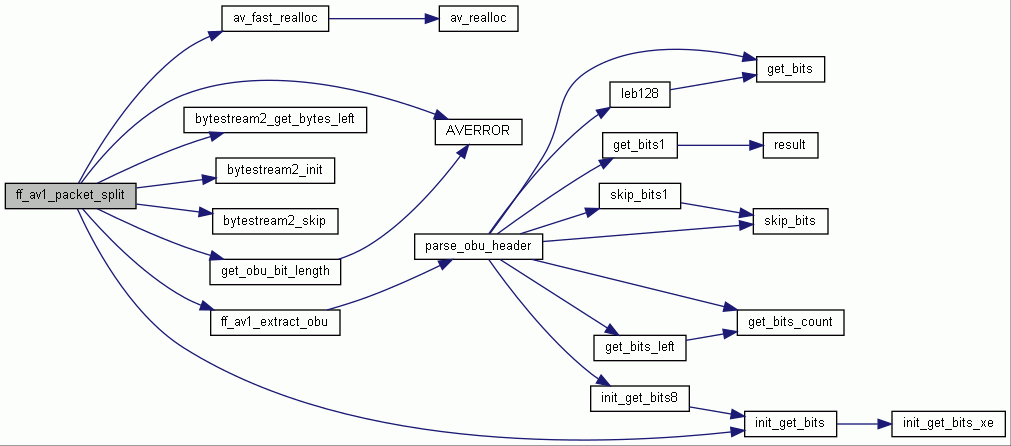 ff_av1_packet_split
av_fast_realloc
av_realloc
bytestream2_get_bytes_left
AVERROR
bytestream2_init
bytestream2_skip
get_obu_bit_length
ff_av1_extract_obu
parse_obu_header
get_bits
leb128
get_bits1
result
skip_bits1
skip_bits
get_bits_count
get_bits_left
init_get_bits8
init_get_bits
init_get_bits_xe